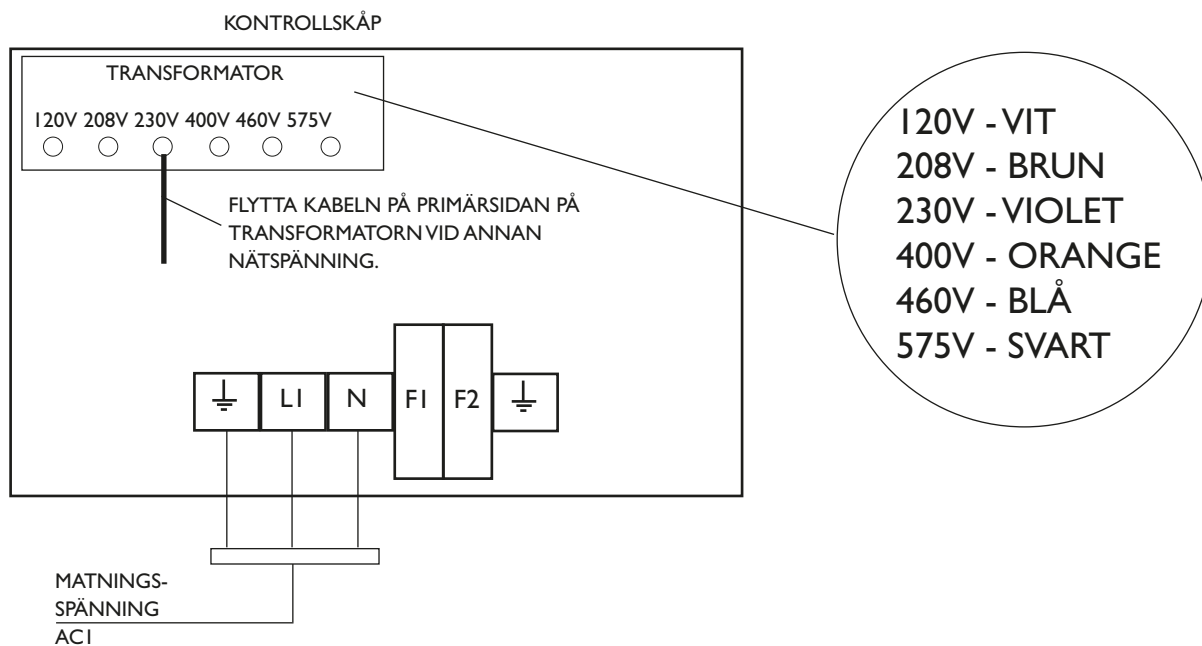 KONTROLLSKÅP
TRANSFORMATOR
120V 208V 230V 400V 460V 575V
FLYTTA KABELN PÅ PRIMÄRSIDAN PÅ
TRANSFORMATORN VID ANNAN
NÄTSPÄNNING.
120V - VIT
208V - BRUN
230V - VIOLET
400V - ORANGE
460V - BLÅ
575V - SVART
L1 N F1 F2
MATNINGS-
SPÄNNING
AC1